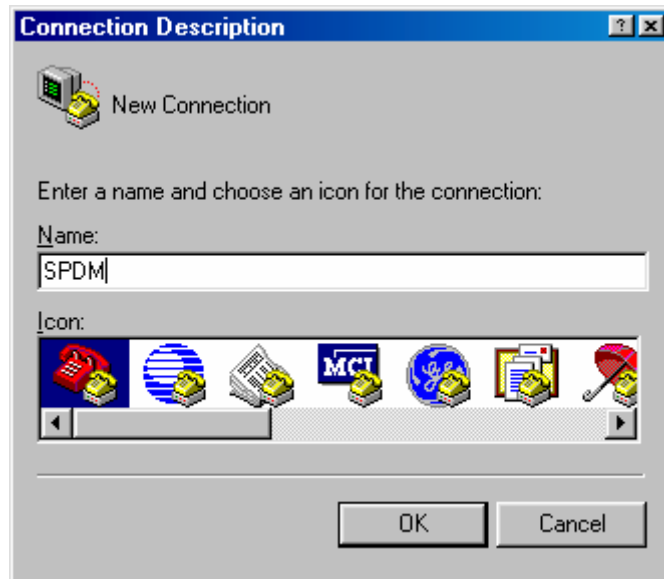 Connection Description
New Connection
Enter a name and choose an icon for the connection:
Name:
SPDM
Icon:
MCI
OK Cancel